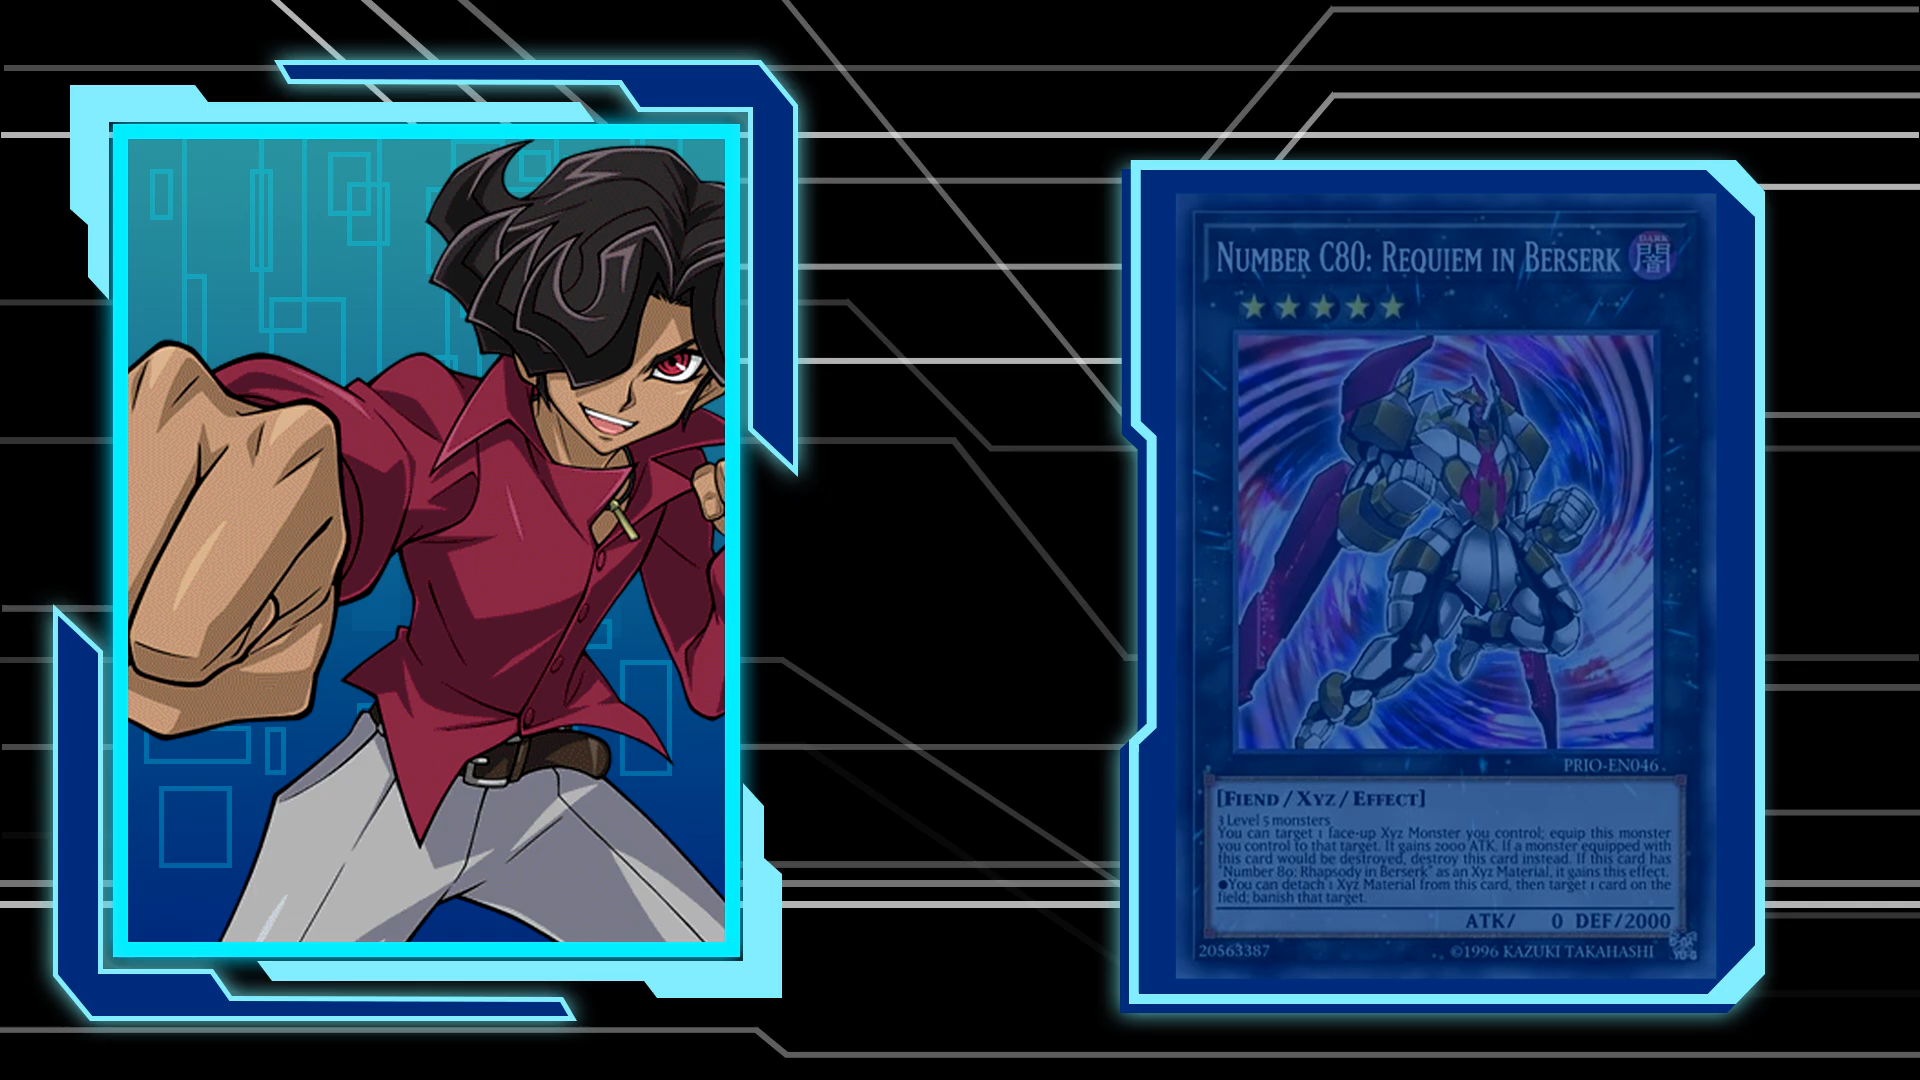 NUMBER C80: REQUIEM IN BERSERK
DARK
闇
PRIO-EN046
[FIEND / XYZ / EFFECT]
3 Level 5 monsters
You can target 1 face-up Xyz Monster you control; equip this monster
you control to that target. It gains 2000 ATK. If a monster equipped with
this card would be destroyed, destroy this card instead. If this card has
"Number 80: Rhapsody in Berserk" as an Xyz Material, it gains this effect.
●You can detach 1 Xyz Material from this card, then target 1 card on the
field; banish that target.
ATK/ 0 DEF/2000
20563387 ©1996 KAZUKI TAKAHASHI